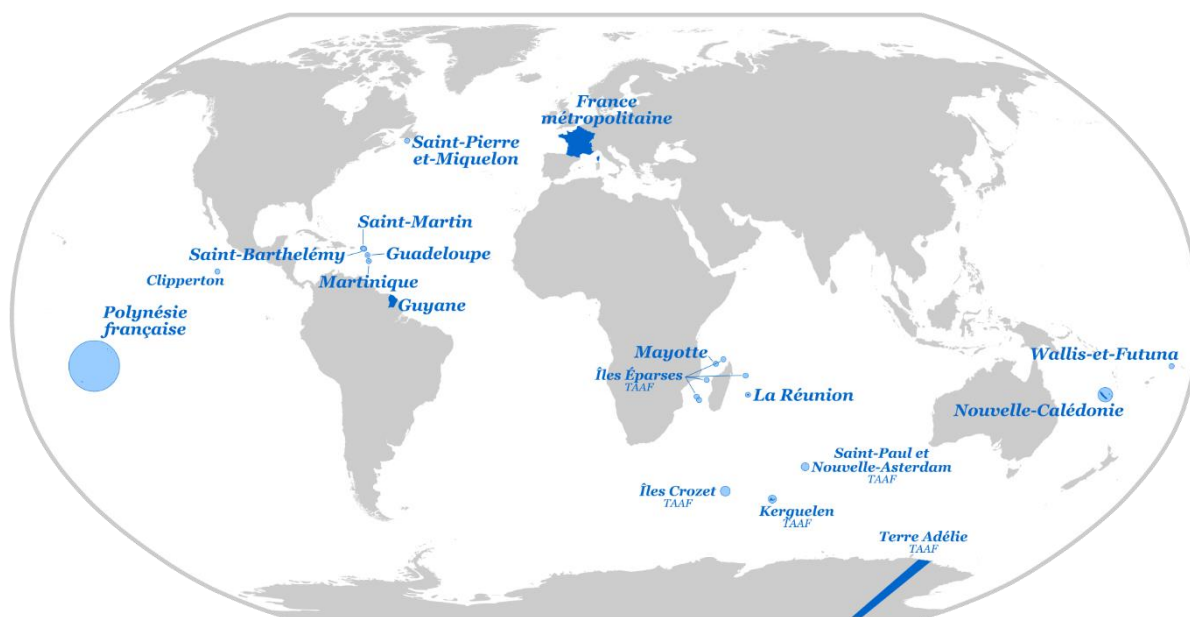 France
métropolitaine
Saint-Pierre
et-Miquelon
Saint-Martin
Saint-Barthelémy
Guadeloupe
Clipperton
Martinique
Guyane
Polynésie
française
Mayotte
Îles Éparses
TAAF
La Réunion
Wallis-et-Futuna
Nouvelle-Calédonie
Saint-Paul et
Nouvelle-Asterdam
TAAF
Îles Crozet
TAAF
Kerguelen
TAAF
Terre Adélie
TAAF